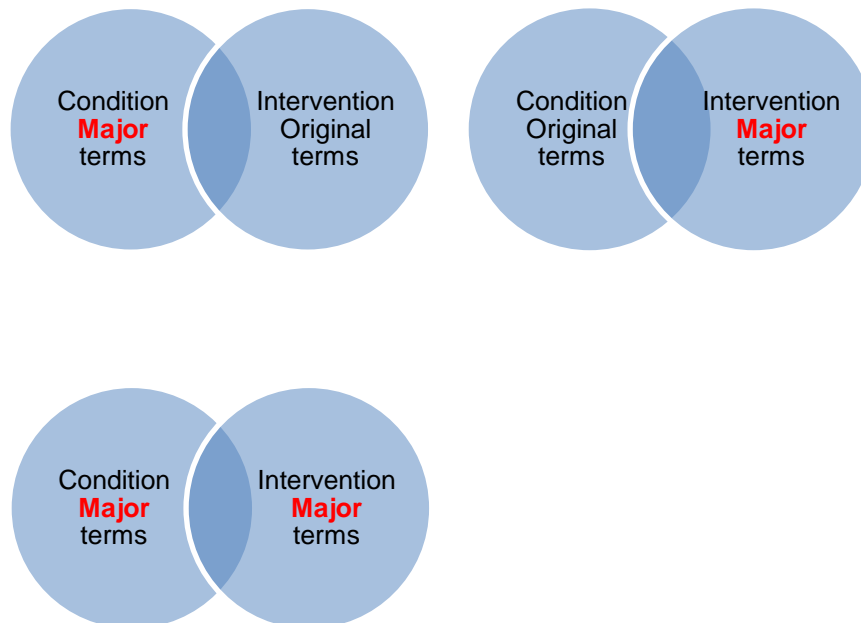 Condition
Major
terms
Intervention
Original
terms
Condition
Original
terms
Intervention
Major
terms
Condition
Major
terms
Intervention
Major
terms